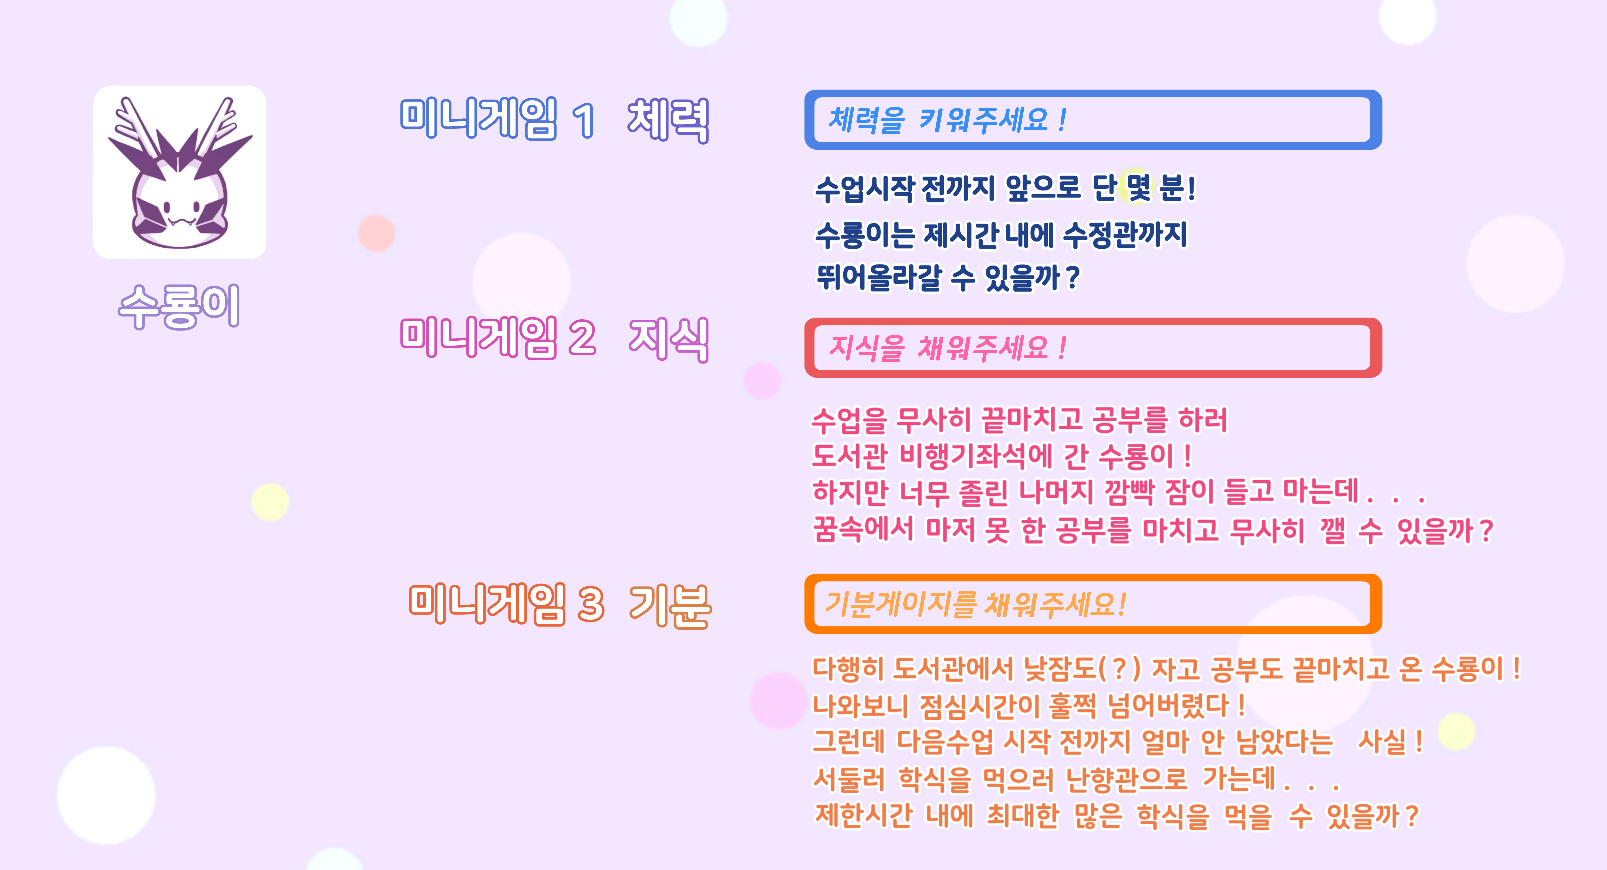 수룡이
미니게임 1 체력
체력을 키워주세요 !
수업시작 전까지 앞으로 단 몇 분!
수룡이는 제시간 내에 수정관까지
뛰어올라갈 수 있을까 ?
미니게임 2 지식
지식을 채워주세요 !
수업을 무사히 끝마치고 공부를 하러
도서관 비행기좌석에 간 수룡이 !
하지만 너무 졸린 나머지 깜빡 잠이 들고 마는데 . . .
꿈속에서 마저 못 한 공부를 마치고 무사히 깰 수 있을까 ?
미니게임 3 기분
기분게이지를 채워주세요!
다행히 도서관에서 낮잠도(?) 자고 공부도 끝마치고 온 수룡이 !
나와보니 점심시간이 훌쩍 넘어버렸다 !
그런데 다음수업 시작 전까지 얼마 안 남았다는 사실 !
서둘러 학식을 먹으러 난향관으로 가는데 . . .
제한시간 내에 최대한 많은 학식을 먹을 수 있을까 ?